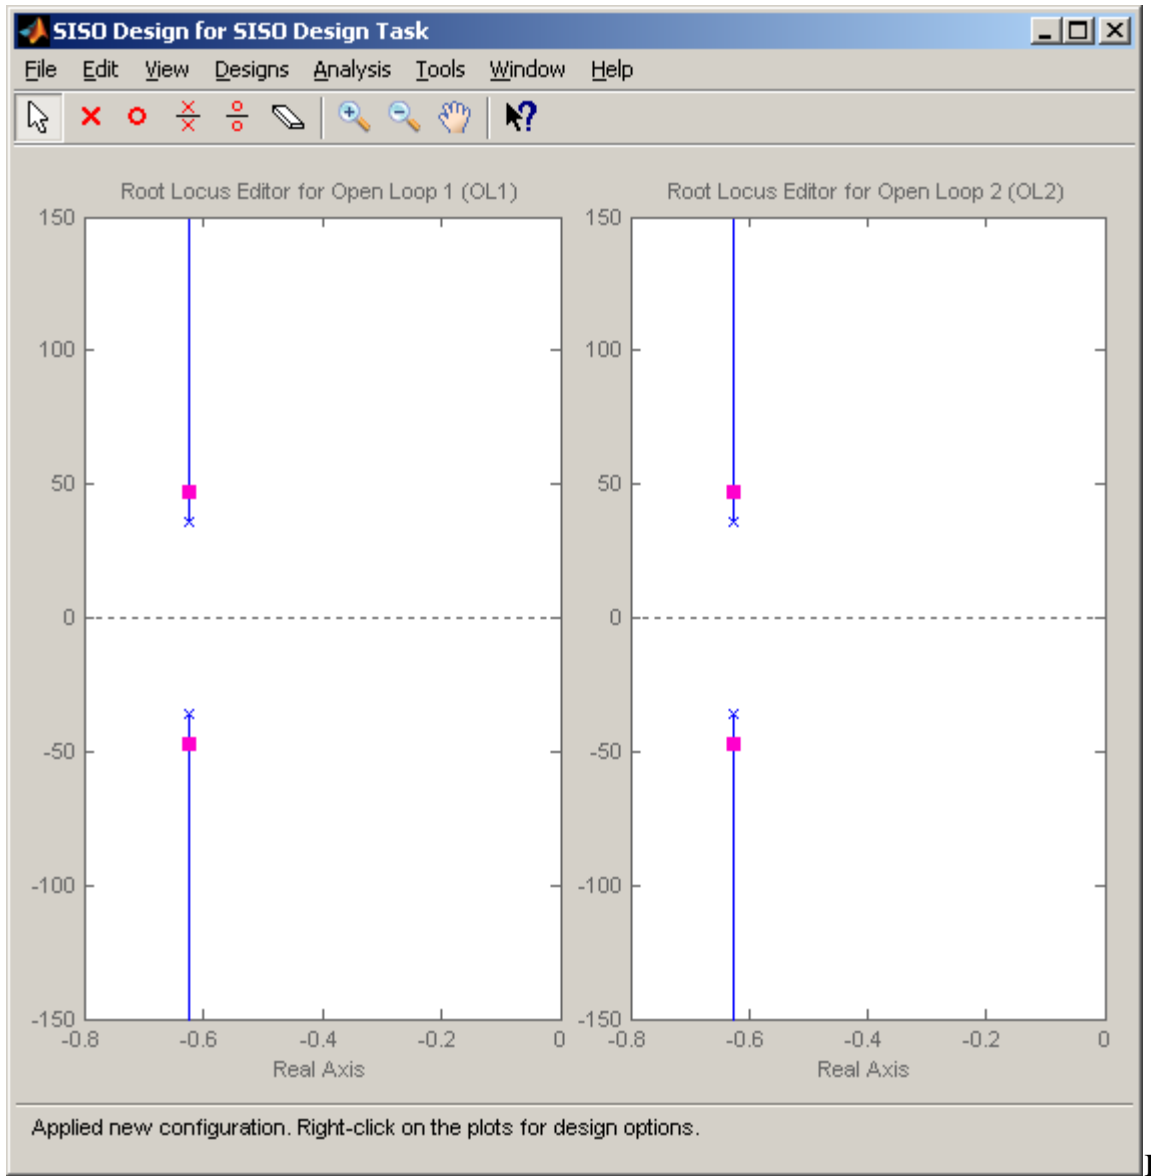 SISO Design for SISO Design Task
File Edit View Designs Analysis Tools Window Help
Root Locus Editor for Open Loop 1 (OL1)
150
100
50
0
-50
-100
-150
-0.8 -0.6 -0.4 -0.2 0
Real Axis
Root Locus Editor for Open Loop 2 (OL2)
150
100
50
0
-50
-100
-150
-0.8 -0.6 -0.4 -0.2 0
Real Axis
Applied new configuration. Right-click on the plots for design options.